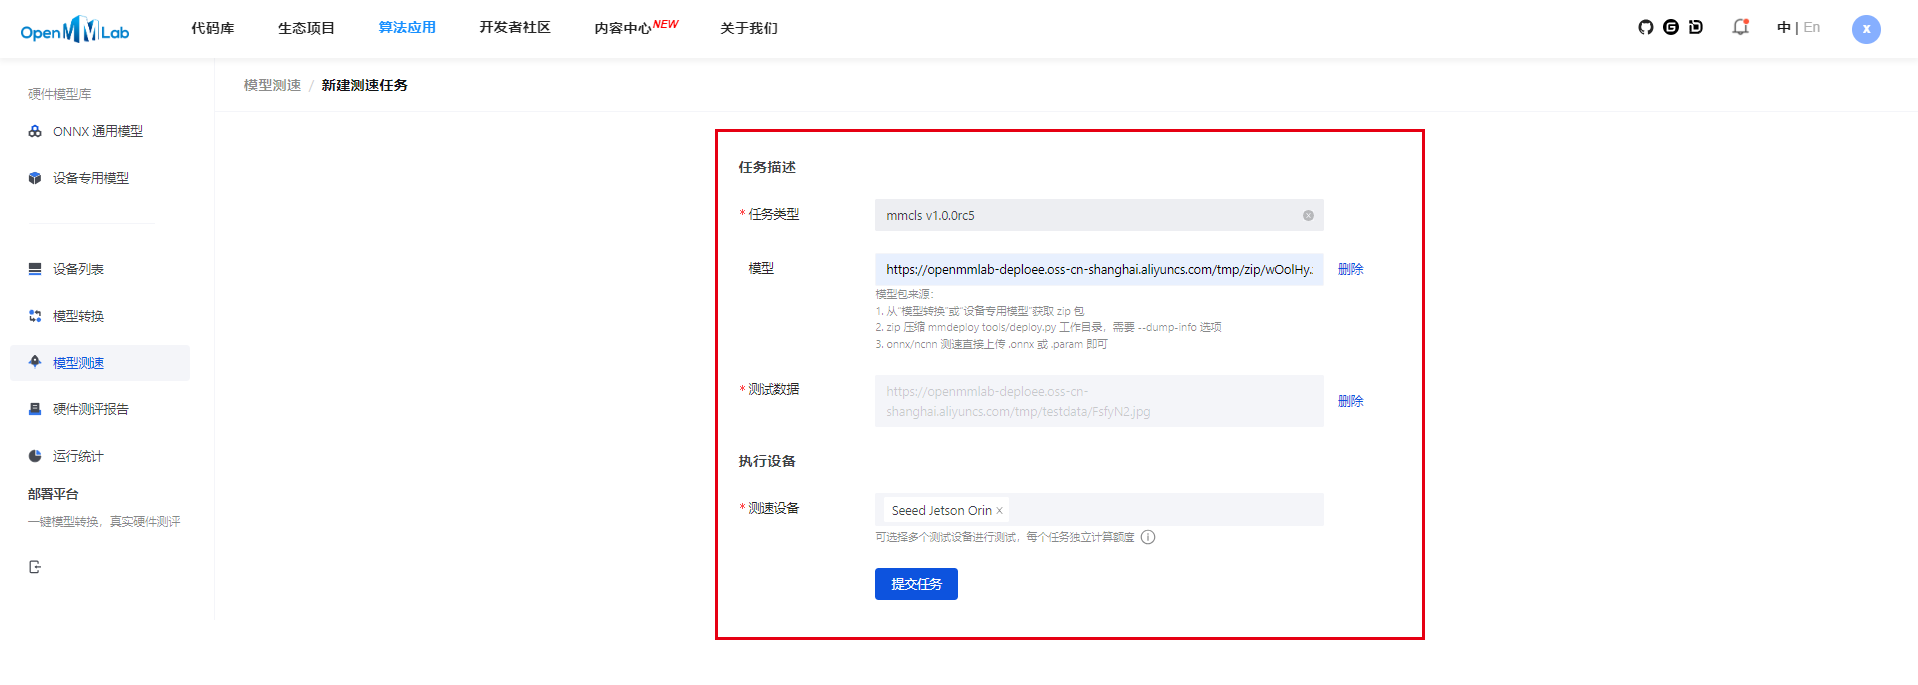 OpenMMLab
代码库
生态项目
算法应用
开发者社区
内容中心NEW
关于我们
中 | En
x
硬件模型库
ONNX 通用模型
设备专用模型
设备列表
模型转换
模型测速
硬件测评报告
运行统计
部署平台
一键模型转换，真实硬件测评
模型测速 / 新建测速任务
任务描述
* 任务类型
mmcls v1.0.0rc5
模型
https://openmmlab-deploee.oss-cn-shanghai.aliyuncs.com/tmp/zip/wOolHy.
删除
模型包来源：
1. 从"模型转换"或"设备专用模型"获取 zip 包
2. zip 压缩 mmdeploy tools/deploy.py 工作目录，需要 --dump-info 选项
3. onnx/ncnn 测速直接上传 .onnx 或 .param 即可
* 测试数据
https://openmmlab-deploee.oss-cn-
shanghai.aliyuncs.com/tmp/testdata/FsfyN2.jpg
删除
执行设备
* 测速设备
Seeed Jetson Orin ×
可选择多个测试设备进行测试，每个任务独立计算额度
提交任务